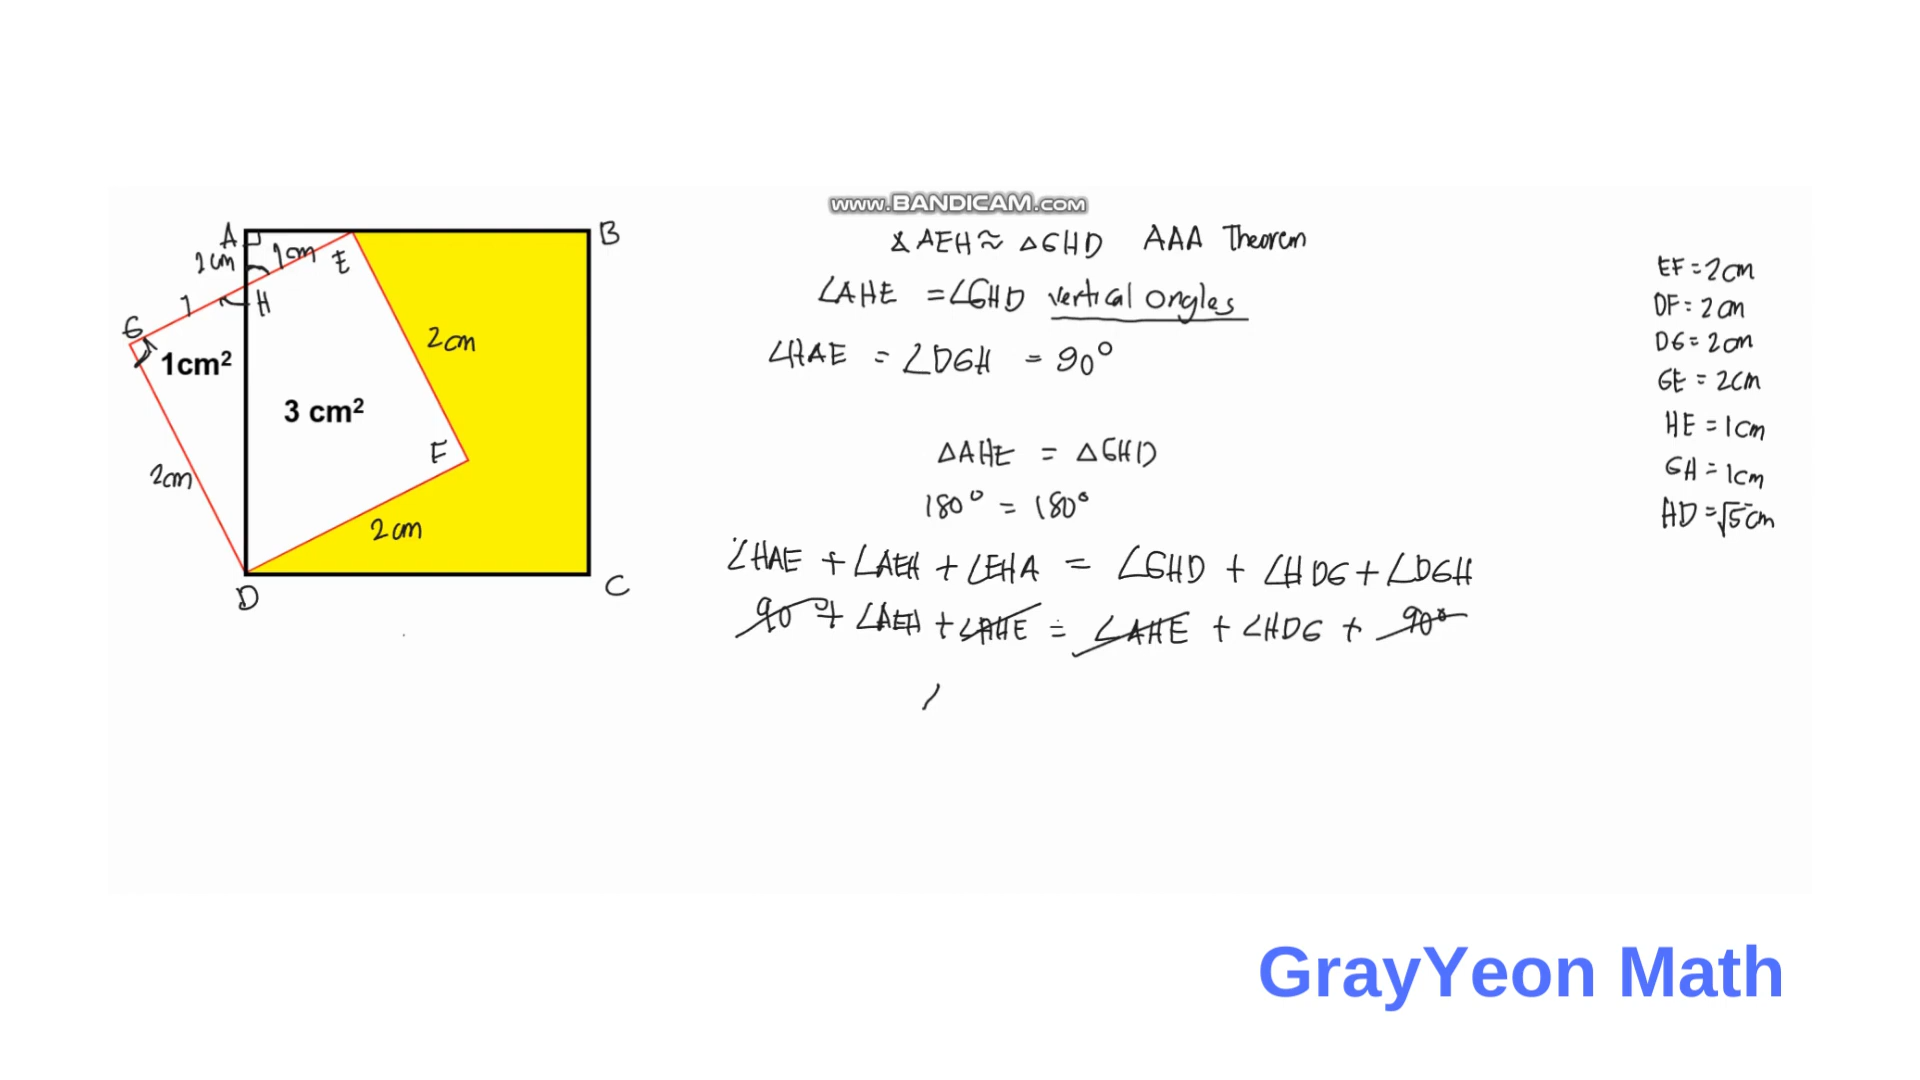 www.BANDICAM.com
A
B
2cm
1cm
E
1
H
G
1cm²
3 cm²
2cm
F
2cm
2cm
D
C
△AEH ≈ △GHD AAA Theorem
∠AHE = ∠GHD vertical angles
∠HAE = ∠DGH = 90°
△AHE = △GHD
180° = 180°
∠HAE + ∠AEH + ∠EHA = ∠GHD + ∠HDG + ∠DGH
90° + ∠AEH + ∠AHE = ∠AHE + ∠HDG + 90°
EF = 2cm
DF = 2cm
DG = 2cm
GE = 2cm
HE = 1cm
GH = 1cm
HD = √5cm
GrayYeon Math